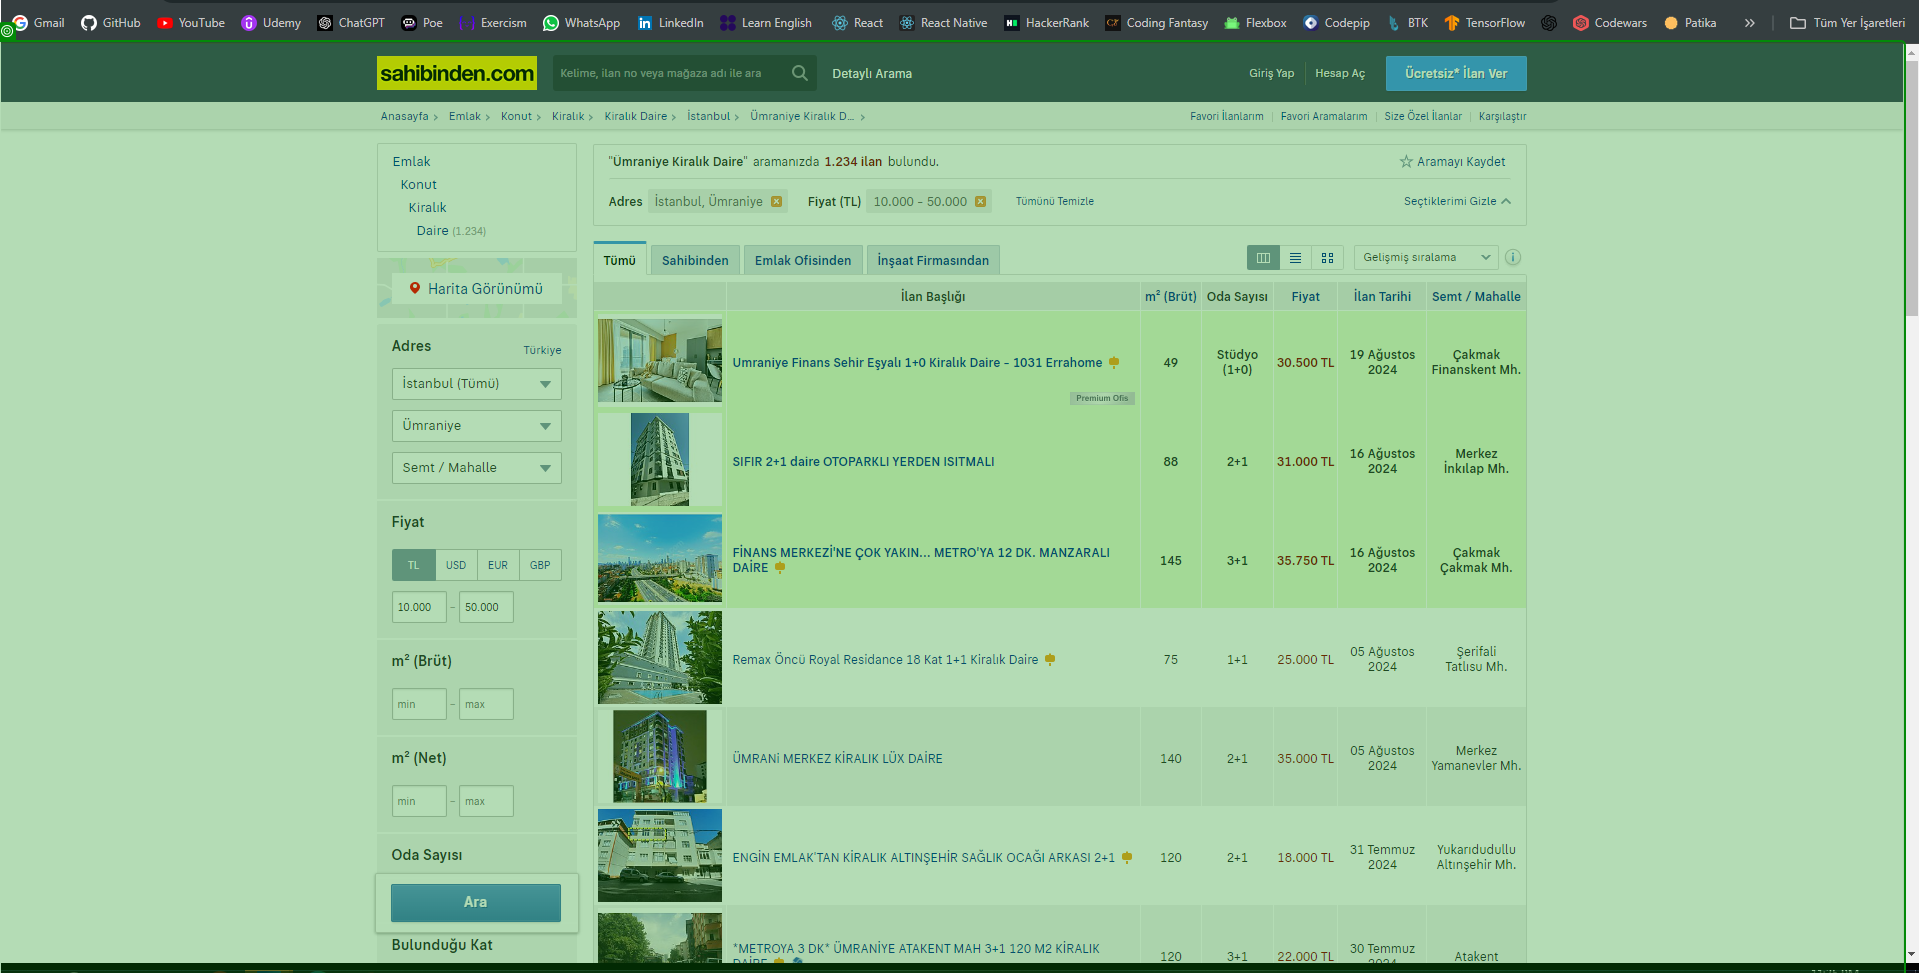 Gmail GitHub YouTube Udemy ChatGPT Poe Exercism WhatsApp LinkedIn Learn English React React Native HackerRank Coding Fantasy Flexbox Codepip BTK TensorFlow Codewars Patika » Tüm Yer İşaretleri
sahibinden.com Kelime, ilan no veya mağaza adı ile ara Detaylı Arama Giriş Yap Hesap Aç Ücretsiz* İlan Ver
Anasayfa > Emlak > Konut > Kiralık > Kiralık Daire > İstanbul > Ümraniye Kiralık D... > Favori İlanlarım Favori Aramalarım Size Özel İlanlar Karşılaştır
Emlak
Konut
Kiralık
Daire (1.234)
Harita Görünümü
Adres Türkiye
İstanbul (Tümü)
Ümraniye
Semt / Mahalle
Fiyat
TL USD EUR GBP
10.000 - 50.000
m² (Brüt)
min - max
m² (Net)
min - max
Oda Sayısı
Ara
Bulunduğu Kat
"Ümraniye Kiralık Daire" aramanızda 1.234 ilan bulundu. Aramayı Kaydet
Adres İstanbul, Ümraniye Fiyat (TL) 10.000 - 50.000 Tümünü Temizle Seçtiklerimi Gizle
Tümü Sahibinden Emlak Ofisinden İnşaat Firmasından Gelişmiş sıralama
İlan Başlığı m² (Brüt) Oda Sayısı Fiyat İlan Tarihi Semt / Mahalle
Umraniye Finans Sehir Eşyalı 1+0 Kiralık Daire - 1031 Errahome 49 Stüdyo (1+0) 30.500 TL 19 Ağustos 2024 Çakmak Finanskent Mh.
Premium Ofis
SIFIR 2+1 daire OTOPARKLI YERDEN ISITMALI 88 2+1 31.000 TL 16 Ağustos 2024 Merkez İnkılap Mh.
FİNANS MERKEZİ'NE ÇOK YAKIN... METRO'YA 12 DK. MANZARALI DAİRE 145 3+1 35.750 TL 16 Ağustos 2024 Çakmak Çakmak Mh.
Remax Öncü Royal Residance 18 Kat 1+1 Kiralık Daire 75 1+1 25.000 TL 05 Ağustos 2024 Şerifali Tatlısu Mh.
ÜMRANi MERKEZ KİRALIK LÜX DAİRE 140 2+1 35.000 TL 05 Ağustos 2024 Merkez Yamanevler Mh.
ENGİN EMLAK'TAN KİRALIK ALTINŞEHİR SAĞLIK OCAĞI ARKASI 2+1 120 2+1 18.000 TL 31 Temmuz 2024 Yukarıdudullu Altınşehir Mh.
*METROYA 3 DK* ÜMRANİYE ATAKENT MAH 3+1 120 M2 KİRALIK DAİRE 120 3+1 22.000 TL 30 Temmuz 2024 Atakent